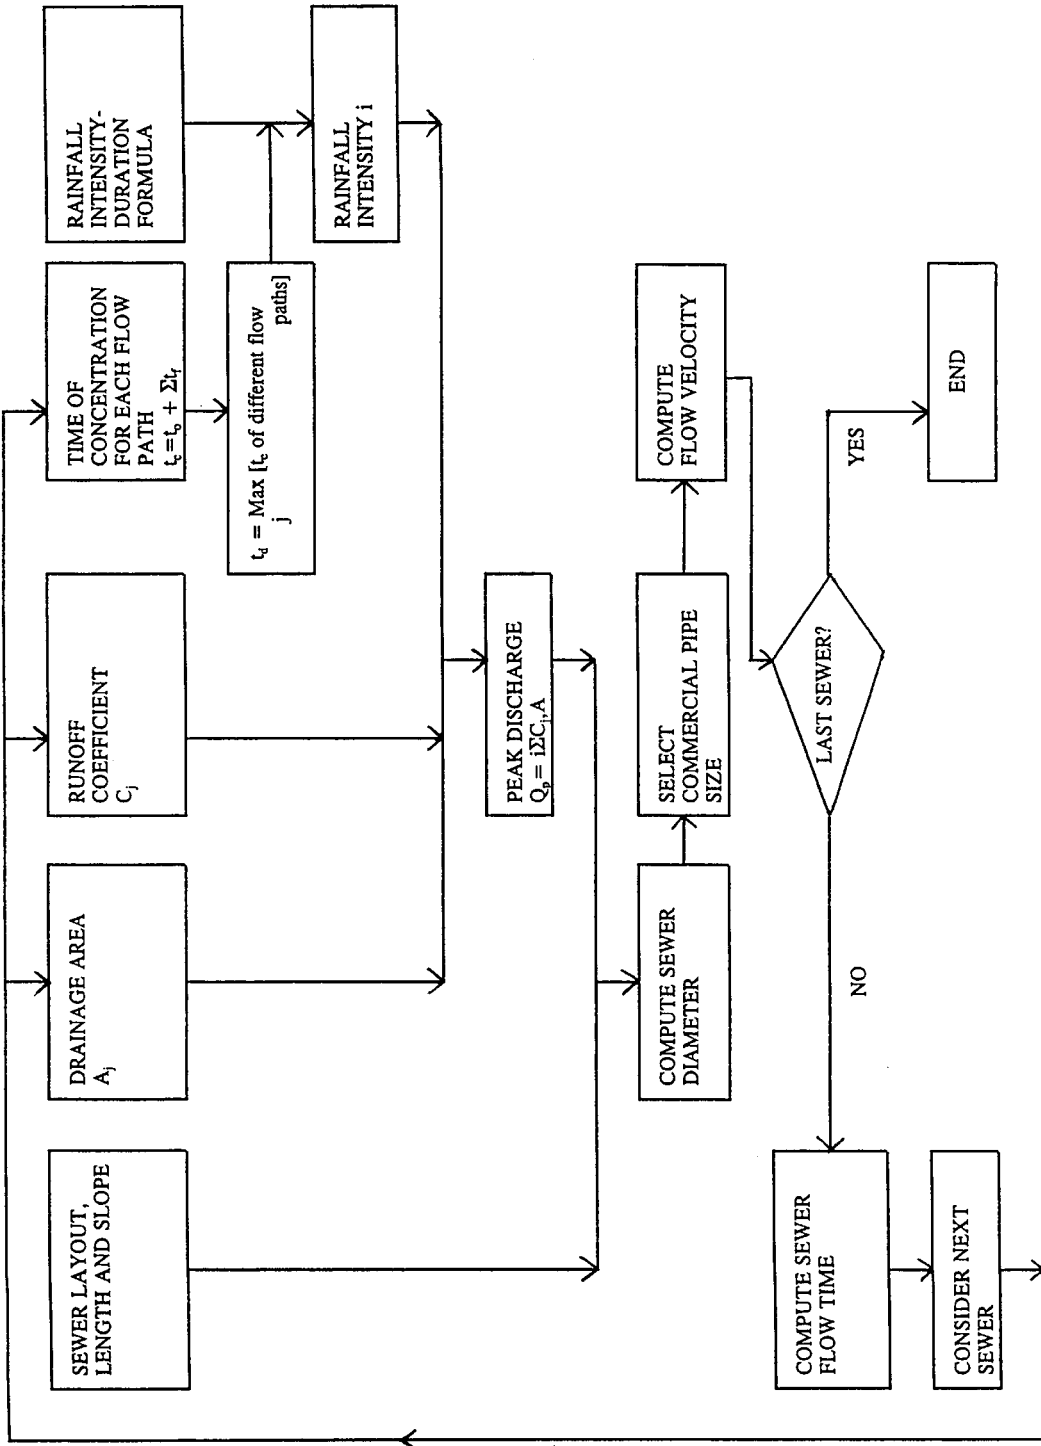 SEWER LAYOUT,
LENGTH AND SLOPE
DRAINAGE AREA
A_j
RUNOFF
COEFFICIENT
C_j
TIME OF
CONCENTRATION
FOR EACH FLOW
PATH
t_c = t_o + Σt_f
RAINFALL
INTENSITY-
DURATION
FORMULA
t_d = Max [t_c of different flow
j paths]
RAINFALL
INTENSITY i
PEAK DISCHARGE
Q_p = iΣC_j, A
COMPUTE SEWER
DIAMETER
SELECT
COMMERCIAL PIPE
SIZE
COMPUTE
FLOW VELOCITY
LAST SEWER?
NO
YES
COMPUTE SEWER
FLOW TIME
CONSIDER NEXT
SEWER
END